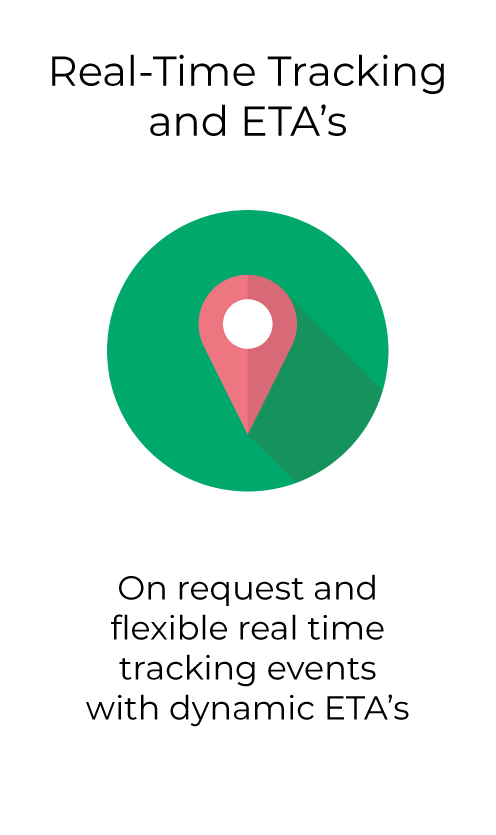 Real-Time Tracking
and ETA’s
On request and
flexible real time
tracking events
with dynamic ETA’s